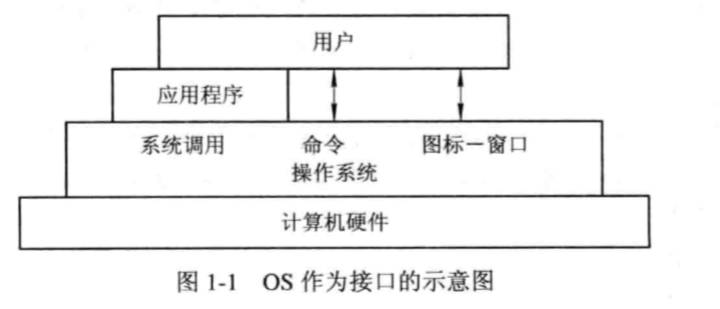 用户
应用程序
系统调用 命令 图标－窗口
操作系统
计算机硬件
图 1-1 OS 作为接口的示意图